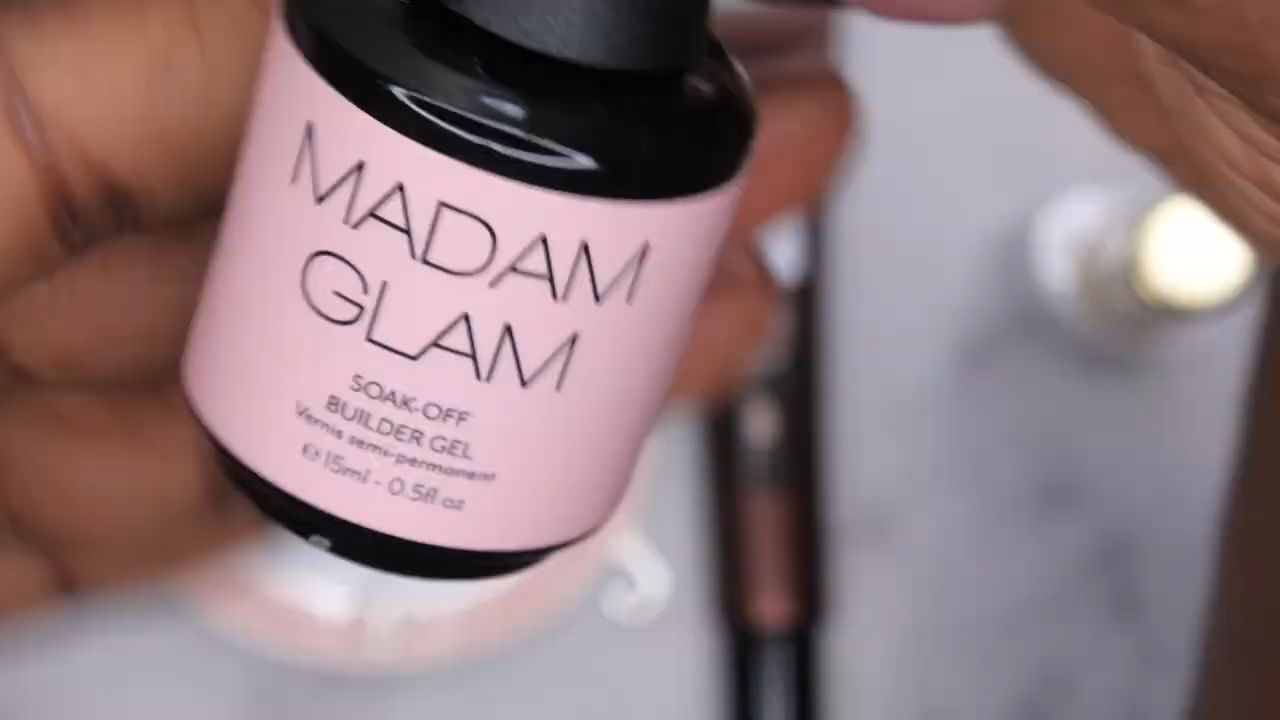 MADAM
GLAM
SOAK-OFF
BUILDER GEL
Vernis semi-permanent
℮ 15ml - 0.5fl oz